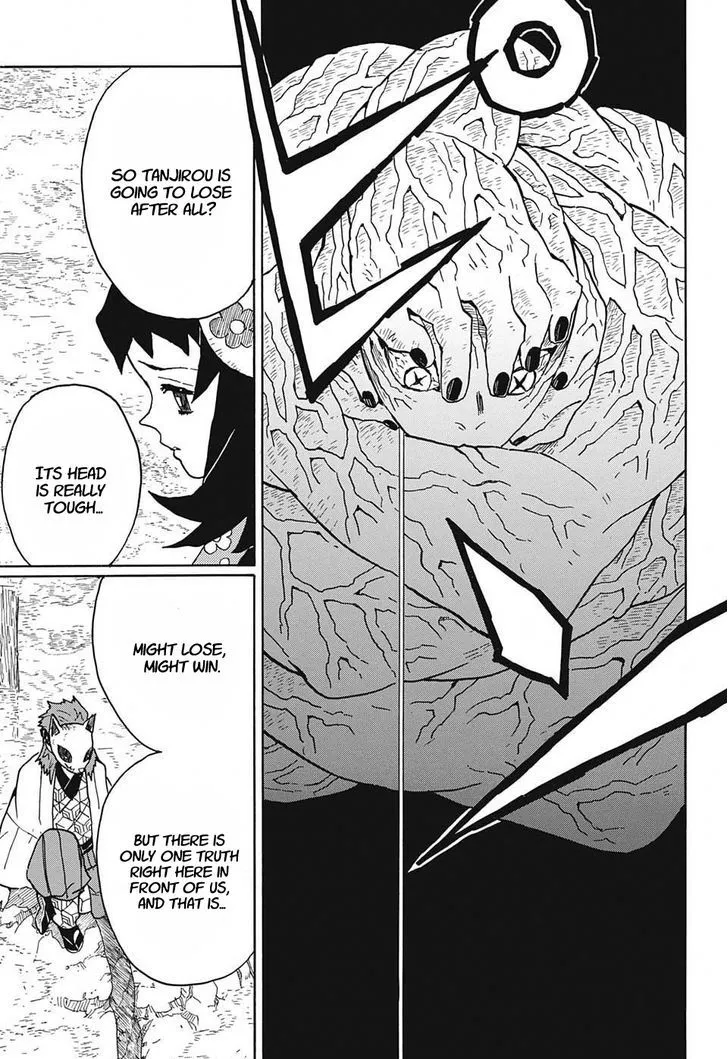 SO TANJIROU IS
GOING TO LOSE
AFTER ALL?
ITS HEAD
IS REALLY
TOUGH...
MIGHT LOSE,
MIGHT WIN.
BUT THERE IS
ONLY ONE TRUTH
RIGHT HERE IN
FRONT OF US,
AND THAT IS...